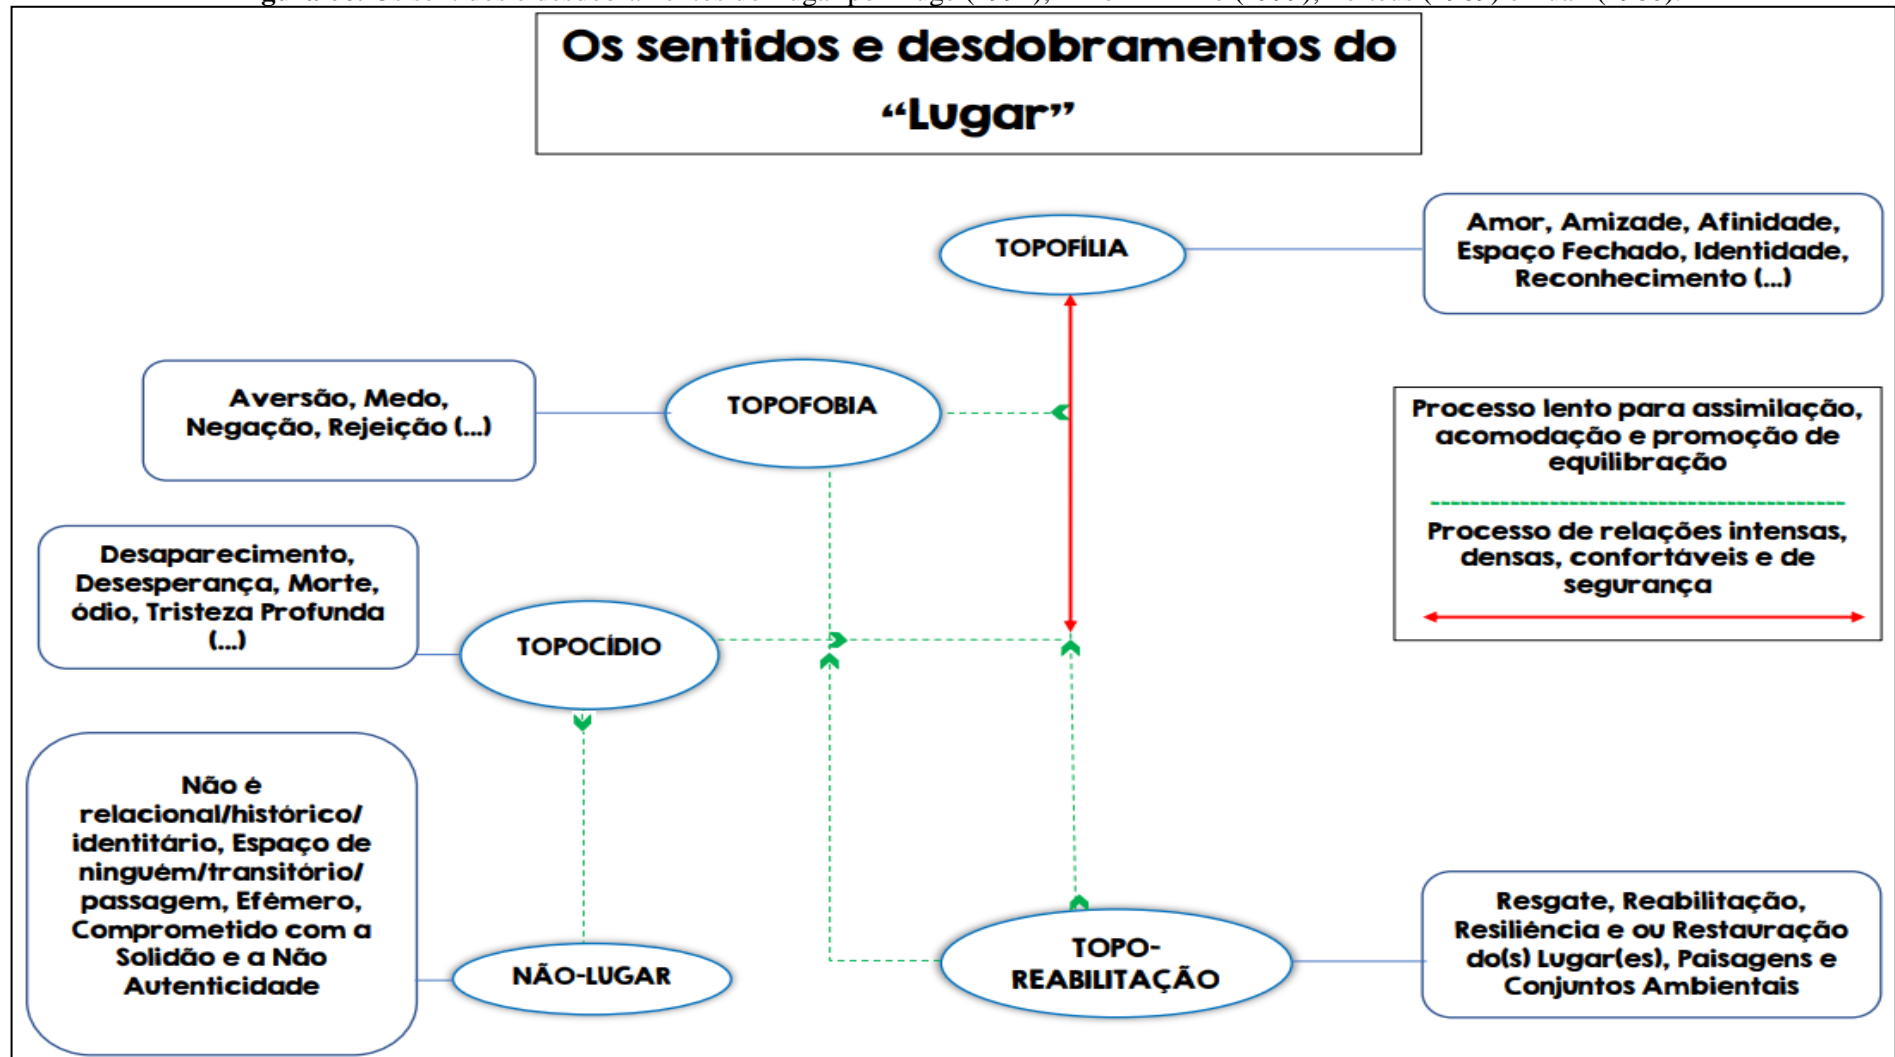 Os sentidos e desdobramentos do
“Lugar”
TOPOFÍLIA
Amor, Amizade, Afinidade,
Espaço Fechado, Identidade,
Reconhecimento (...)
Aversão, Medo,
Negação, Rejeição (...)
TOPOFOBIA
Processo lento para assimilação,
acomodação e promoção de
equilibração
Processo de relações intensas,
densas, confortáveis e de
segurança
Desaparecimento,
Desesperança, Morte,
ódio, Tristeza Profunda
(...)
TOPOCÍDIO
Não é
relacional/histórico/
identitário, Espaço de
ninguém/transitório/
passagem, Efêmero,
Comprometido com a
Solidão e a Não
Autenticidade
NÃO-LUGAR
TOPO-
REABILITAÇÃO
Resgate, Reabilitação,
Resiliência e ou Restauração
do(s) Lugar(es), Paisagens e
Conjuntos Ambientais